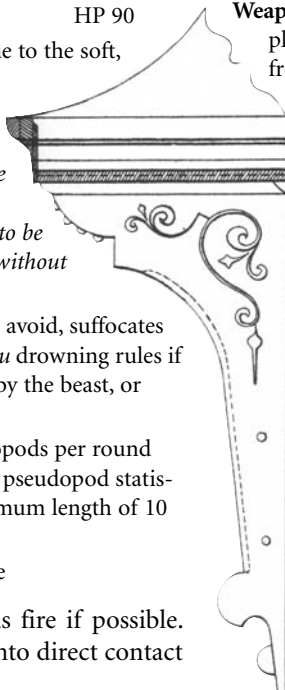 HP 90
Weap
ue to the soft,
pl
fr
e
to be
without
avoid, suffocates
u drowning rules if
by the beast, or
opods per round
pseudopod statis-
mum length of 10
e
s fire if possible.
nto direct contact